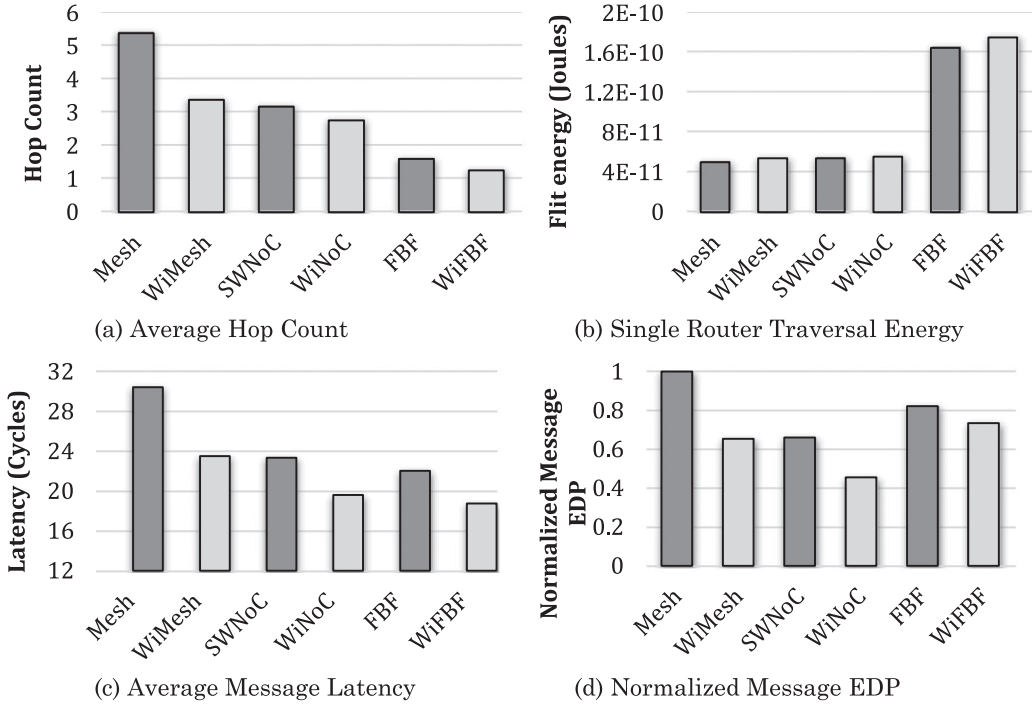 6
5
4
3
2
1
0
Hop Count
Mesh
WiMesh
SWNoC
WiNoC
FBF
WiFBF
(a) Average Hop Count
2E-10
1.6E-10
1.2E-10
8E-11
4E-11
0
Flit energy (Joules)
Mesh
WiMesh
SWNoC
WiNoC
FBF
WiFBF
(b) Single Router Traversal Energy
32
28
24
20
16
12
Latency (Cycles)
Mesh
WiMesh
SWNoC
WiNoC
FBF
WiFBF
(c) Average Message Latency
1
0.8
0.6
0.4
0.2
0
Normalized Message
EDP
Mesh
WiMesh
SWNoC
WiNoC
FBF
WiFBF
(d) Normalized Message EDP